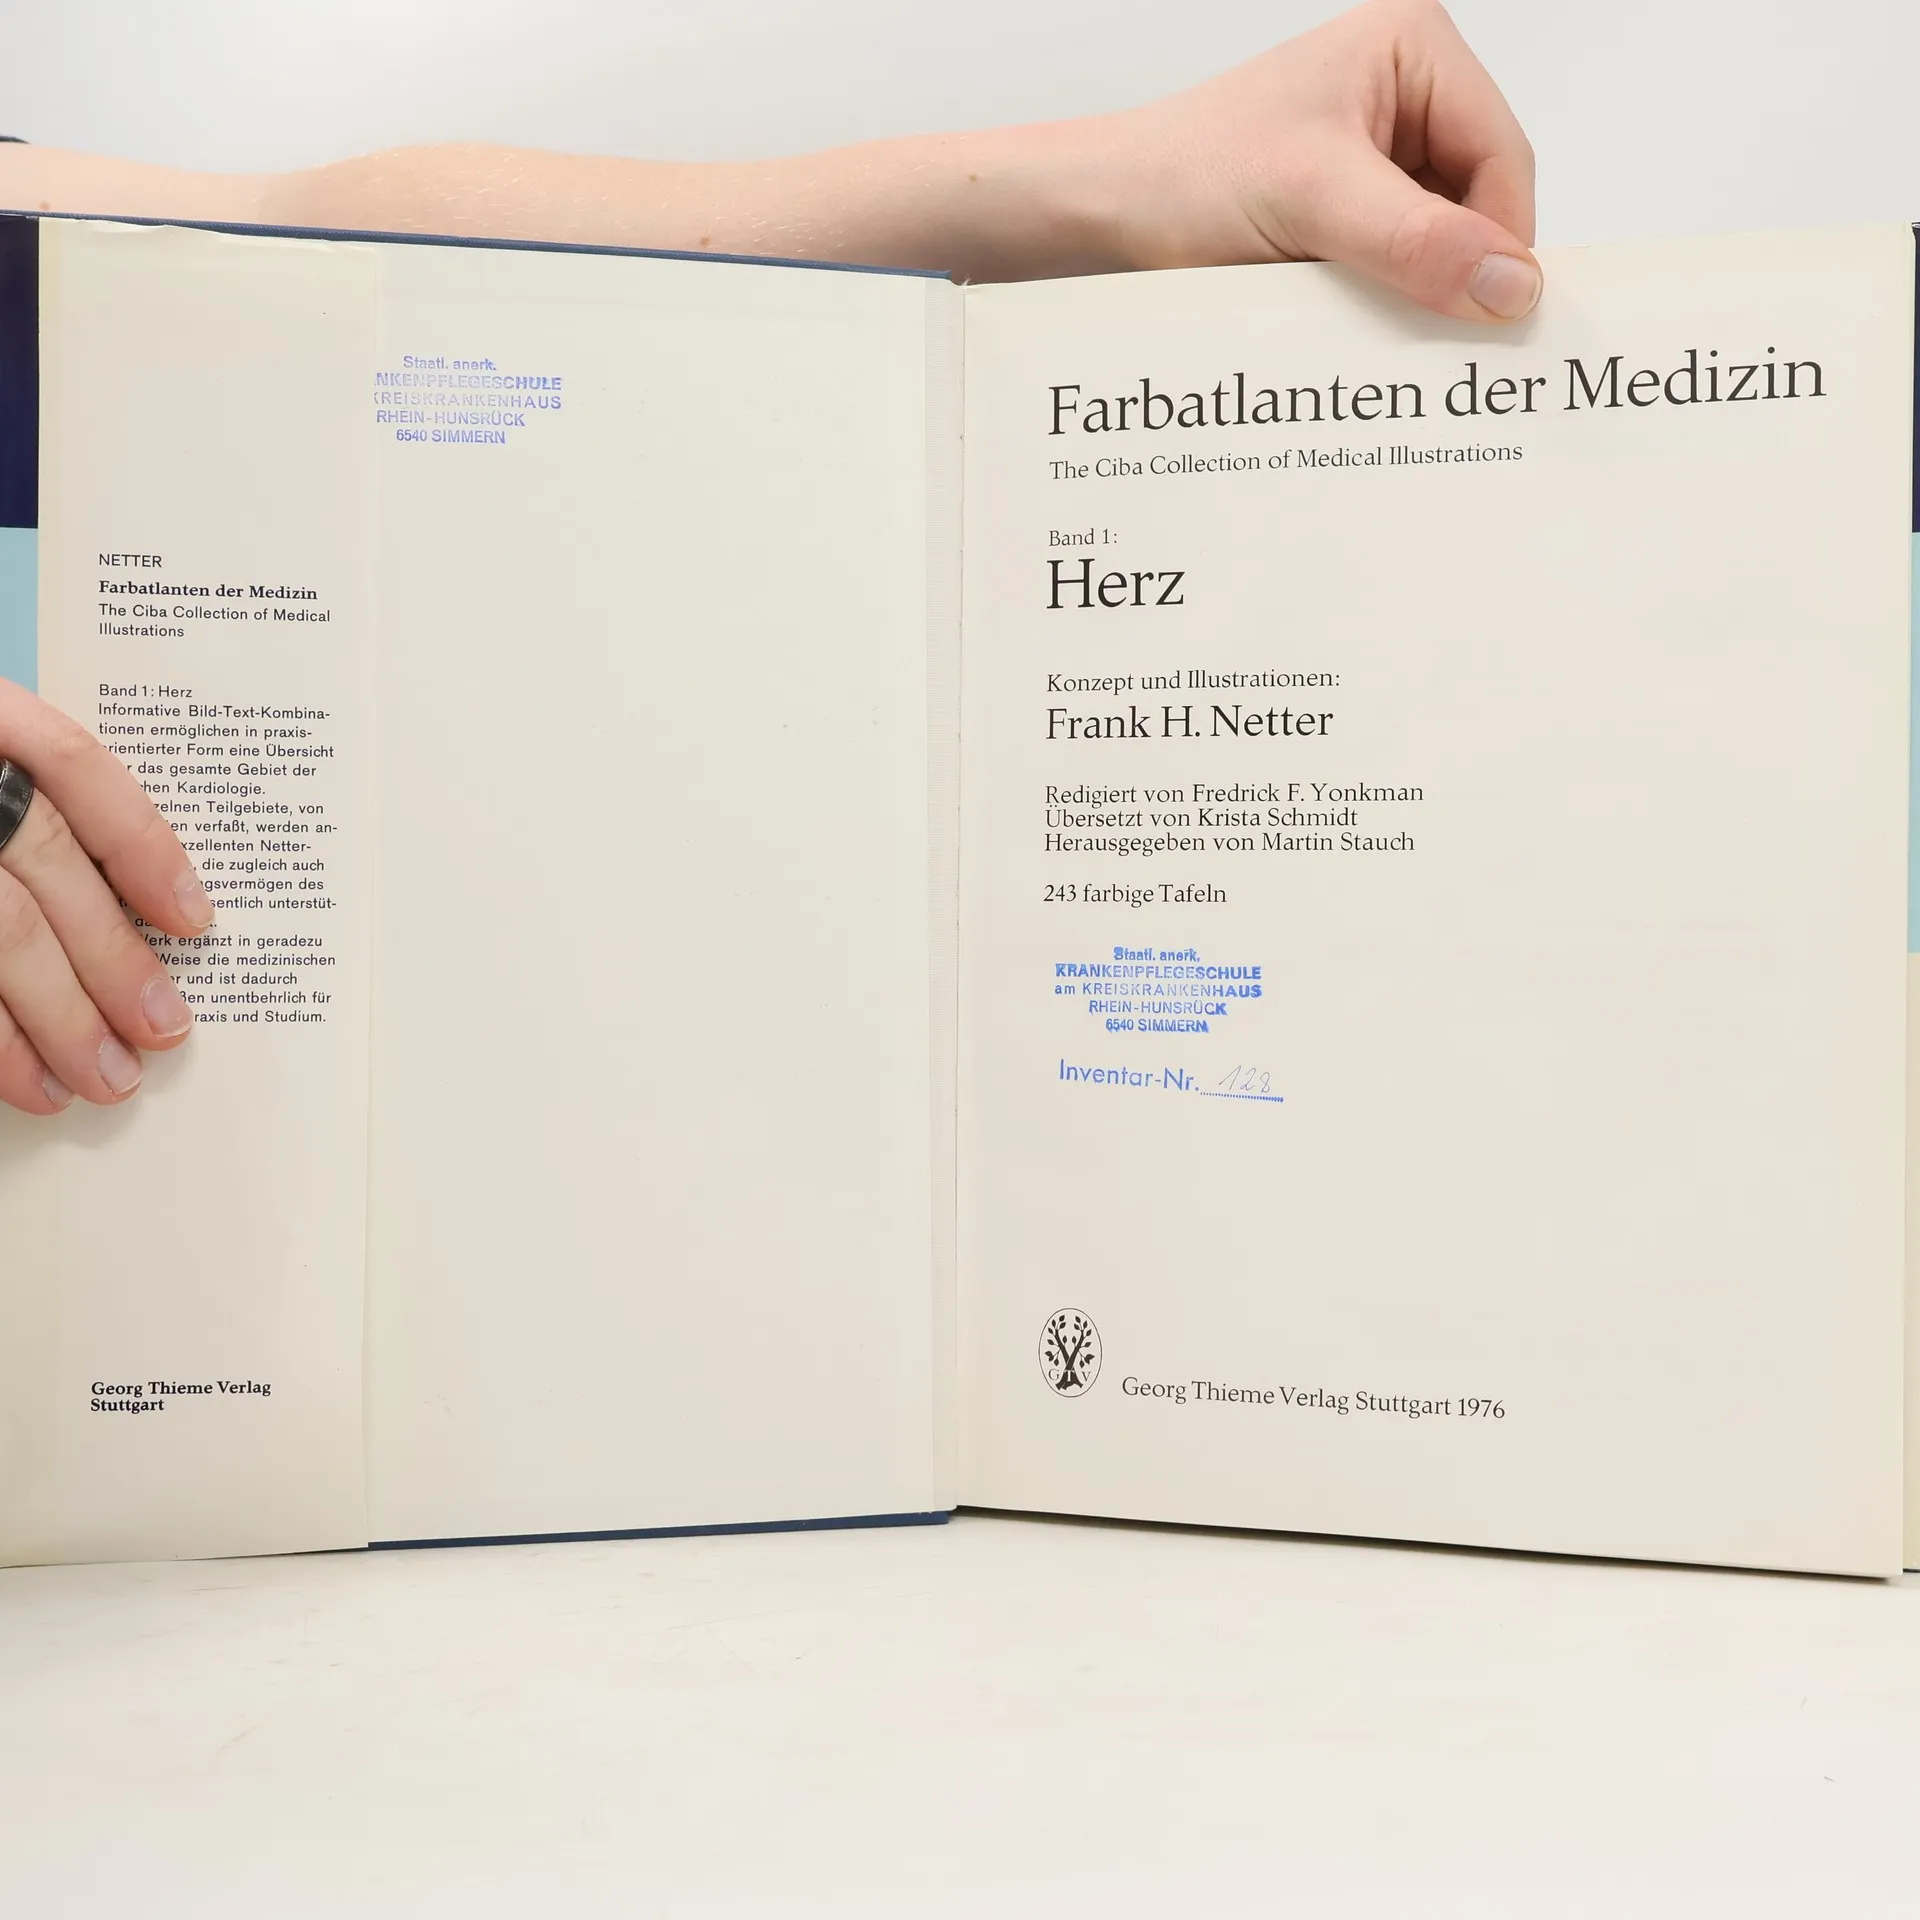 Staatl. anerk.
KREISKRANKENHAUS
RHEIN-HUNSRÜCK
6540 SIMMERN
NETTER
Farbatlanten der Medizin
The Ciba Collection of Medical
Illustrations
Band 1: Herz
Informative Bild-Text-Kombina-
tionen ermöglichen in praxis-
orientierter Form eine Übersicht
das gesamte Gebiet der
Kardiologie.
Teilgebiete, von
verfaßt, werden an-
Netter-
, die zugleich auch
des
unterstüt-
ergänzt in geradezu
Weise die medizinischen
und ist dadurch
unentbehrlich für
und Studium.
Georg Thieme Verlag
Stuttgart
Farbatlanten der Medizin
The Ciba Collection of Medical Illustrations
Band 1:
Herz
Konzept und Illustrationen:
Frank H. Netter
Redigiert von Fredrick F. Yonkman
Übersetzt von Krista Schmidt
Herausgegeben von Martin Stauch
243 farbige Tafeln
Staatl. anerk.
KRANKENPFLEGESCHULE
am KREISKRANKENHAUS
RHEIN-HUNSRÜCK
6540 SIMMERN
Inventar-Nr. 128
G T V
Georg Thieme Verlag Stuttgart 1976